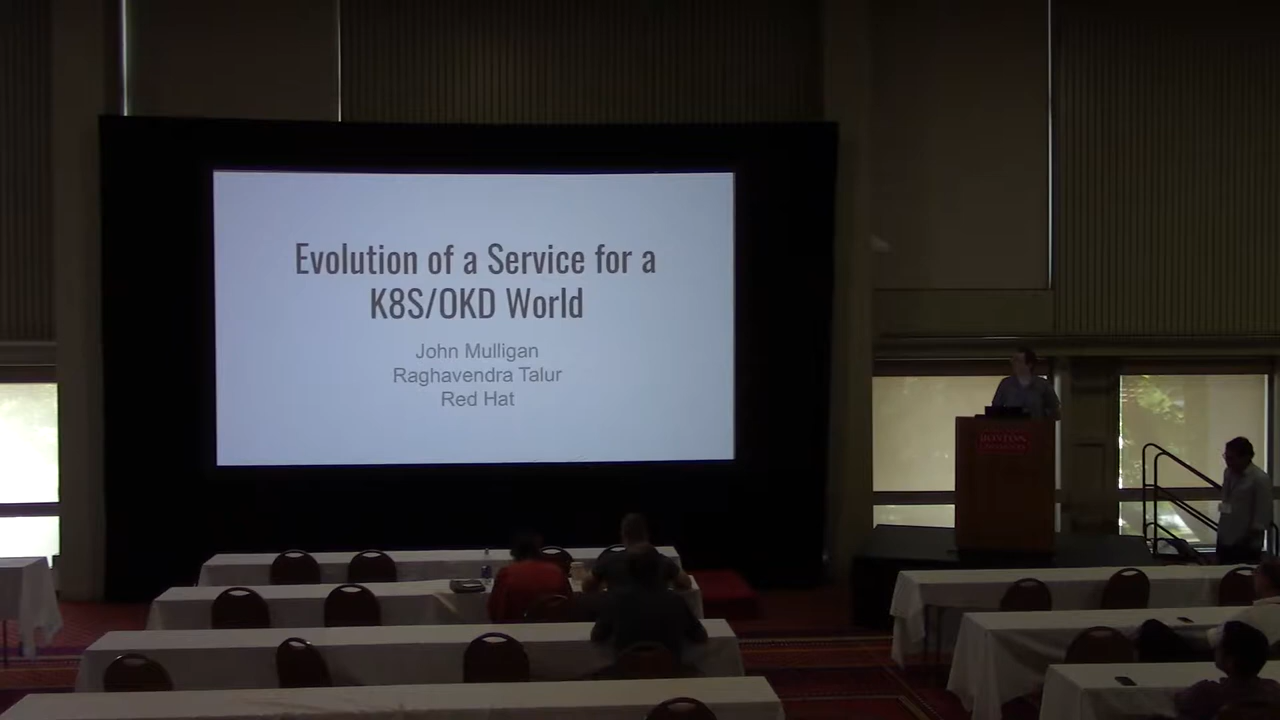 Evolution of a Service for a
K8S/OKD World
John Mulligan
Raghavendra Talur
Red Hat
BOSTON